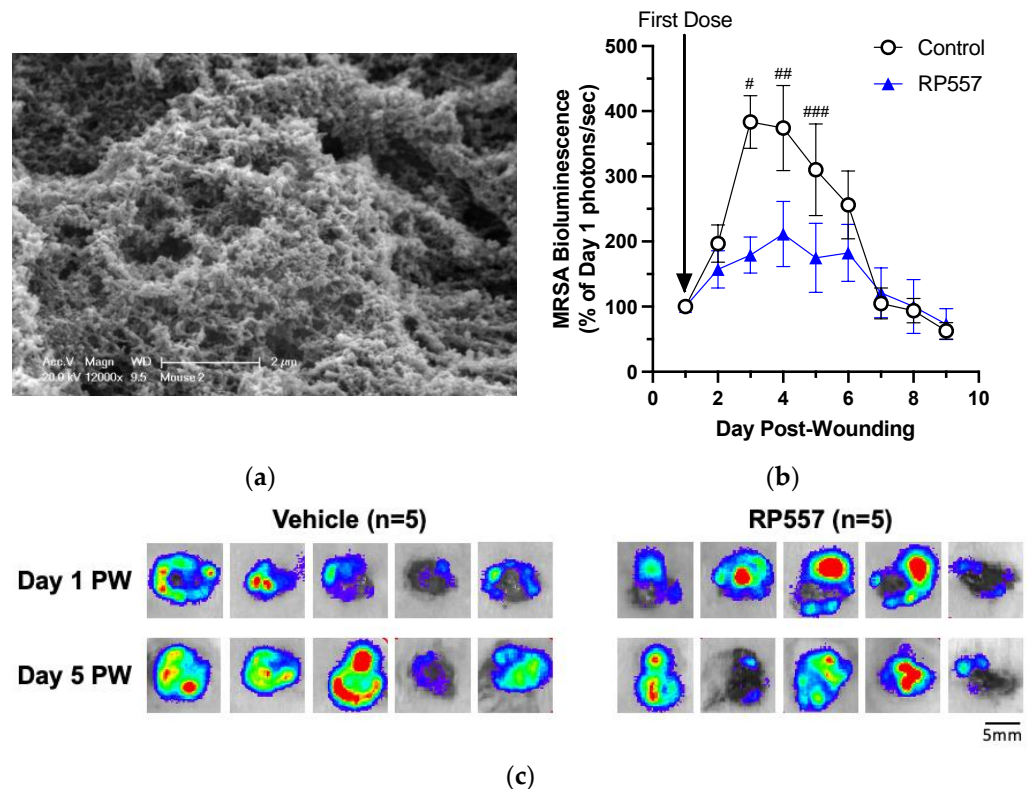 Acc.V Magn WD 2 µm
20.0 kV 12000x 9.5 Mouse 2
(a)
First Dose
Control
RP557
# ## ###
MRSA Bioluminescence
(% of Day 1 photons/sec)
500
400
300
200
100
0
0 2 4 6 8 10
Day Post-Wounding
(b)
Vehicle (n=5) RP557 (n=5)
Day 1 PW
Day 5 PW
5mm
(c)